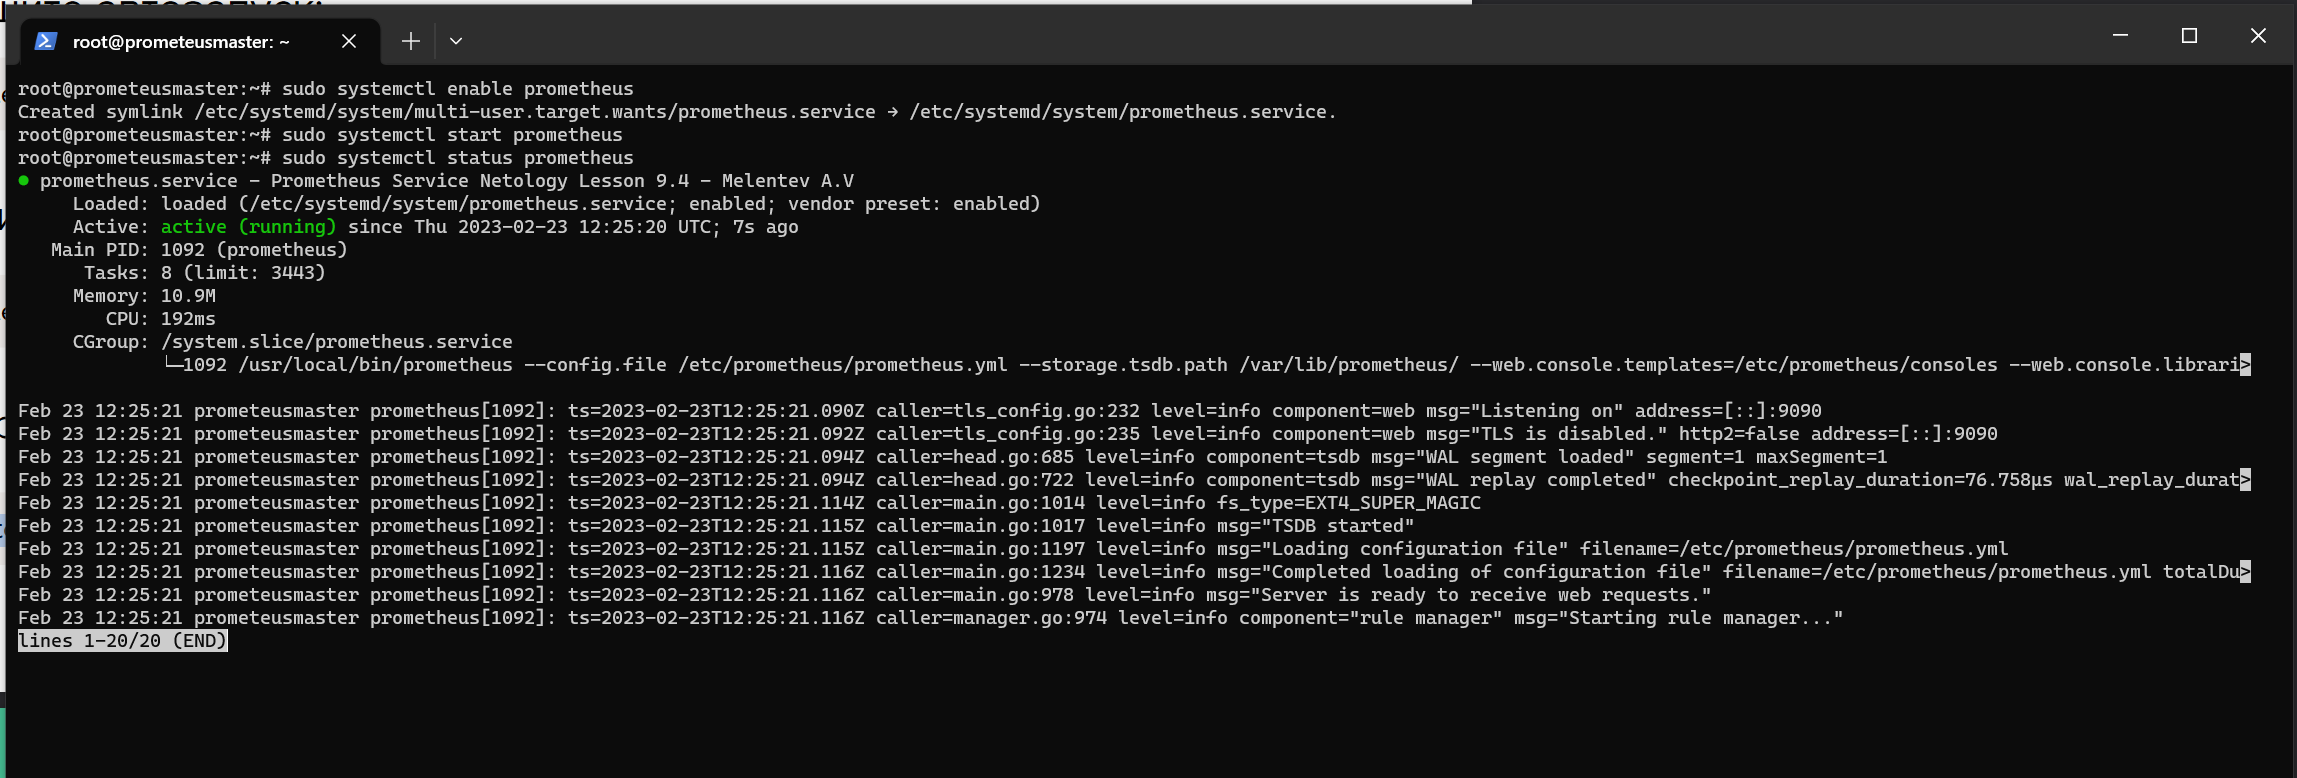 root@prometeusmaster: ~
root@prometeusmaster:~# sudo systemctl enable prometheus
Created symlink /etc/systemd/system/multi-user.target.wants/prometheus.service → /etc/systemd/system/prometheus.service.
root@prometeusmaster:~# sudo systemctl start prometheus
root@prometeusmaster:~# sudo systemctl status prometheus
● prometheus.service - Prometheus Service Netology Lesson 9.4 - Melentev A.V
Loaded: loaded (/etc/systemd/system/prometheus.service; enabled; vendor preset: enabled)
Active: active (running) since Thu 2023-02-23 12:25:20 UTC; 7s ago
Main PID: 1092 (prometheus)
Tasks: 8 (limit: 3443)
Memory: 10.9M
CPU: 192ms
CGroup: /system.slice/prometheus.service
└─1092 /usr/local/bin/prometheus --config.file /etc/prometheus/prometheus.yml --storage.tsdb.path /var/lib/prometheus/ --web.console.templates=/etc/prometheus/consoles --web.console.librari>
Feb 23 12:25:21 prometeusmaster prometheus[1092]: ts=2023-02-23T12:25:21.090Z caller=tls_config.go:232 level=info component=web msg="Listening on" address=[::]:9090
Feb 23 12:25:21 prometeusmaster prometheus[1092]: ts=2023-02-23T12:25:21.092Z caller=tls_config.go:235 level=info component=web msg="TLS is disabled." http2=false address=[::]:9090
Feb 23 12:25:21 prometeusmaster prometheus[1092]: ts=2023-02-23T12:25:21.094Z caller=head.go:685 level=info component=tsdb msg="WAL segment loaded" segment=1 maxSegment=1
Feb 23 12:25:21 prometeusmaster prometheus[1092]: ts=2023-02-23T12:25:21.094Z caller=head.go:722 level=info component=tsdb msg="WAL replay completed" checkpoint_replay_duration=76.758µs wal_replay_durat>
Feb 23 12:25:21 prometeusmaster prometheus[1092]: ts=2023-02-23T12:25:21.114Z caller=main.go:1014 level=info fs_type=EXT4_SUPER_MAGIC
Feb 23 12:25:21 prometeusmaster prometheus[1092]: ts=2023-02-23T12:25:21.115Z caller=main.go:1017 level=info msg="TSDB started"
Feb 23 12:25:21 prometeusmaster prometheus[1092]: ts=2023-02-23T12:25:21.115Z caller=main.go:1197 level=info msg="Loading configuration file" filename=/etc/prometheus/prometheus.yml
Feb 23 12:25:21 prometeusmaster prometheus[1092]: ts=2023-02-23T12:25:21.116Z caller=main.go:1234 level=info msg="Completed loading of configuration file" filename=/etc/prometheus/prometheus.yml totalDu>
Feb 23 12:25:21 prometeusmaster prometheus[1092]: ts=2023-02-23T12:25:21.116Z caller=main.go:978 level=info msg="Server is ready to receive web requests."
Feb 23 12:25:21 prometeusmaster prometheus[1092]: ts=2023-02-23T12:25:21.116Z caller=manager.go:974 level=info component="rule manager" msg="Starting rule manager..."
lines 1-20/20 (END)